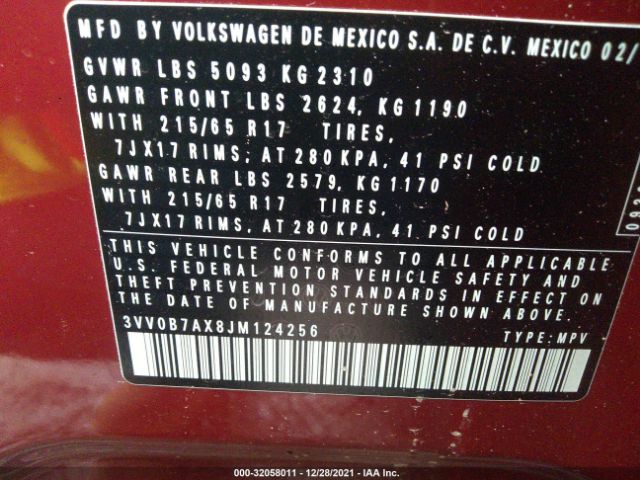 MFD BY VOLKSWAGEN DE MEXICO S.A. DE C.V. MEXICO 02/
GVWR LBS 5093 KG 2310
GAWR FRONT LBS 2624, KG 1190
WITH 215/65 R17 TIRES,
7JX17 RIMS, AT 280 KPA, 41 PSI COLD
GAWR REAR LBS 2579, KG 1170
WITH 215/65 R17 TIRES,
7JX17 RIMS, AT 280 KPA, 41 PSI COLD
THIS VEHICLE CONFORMS TO ALL APPLICABLE
U.S. FEDERAL MOTOR VEHICLE SAFETY AND
THEFT PREVENTION STANDARDS IN EFFECT ON
THE DATE OF MANUFACTURE SHOWN ABOVE.
3VV0B7AX8JM124256 TYPE: MPV
000-32058011 - 12/28/2021 - IAA Inc.